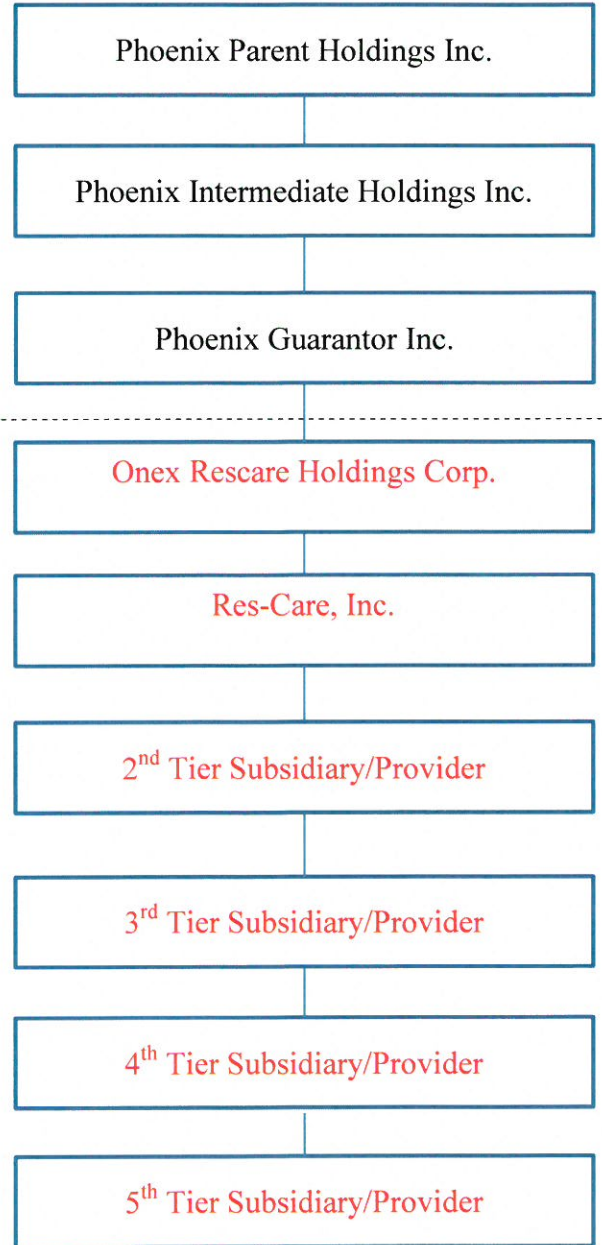 Phoenix Parent Holdings Inc.
Phoenix Intermediate Holdings Inc.
Phoenix Guarantor Inc.
Onex Rescare Holdings Corp.
Res-Care, Inc.
2nd Tier Subsidiary/Provider
3rd Tier Subsidiary/Provider
4th Tier Subsidiary/Provider
5th Tier Subsidiary/Provider